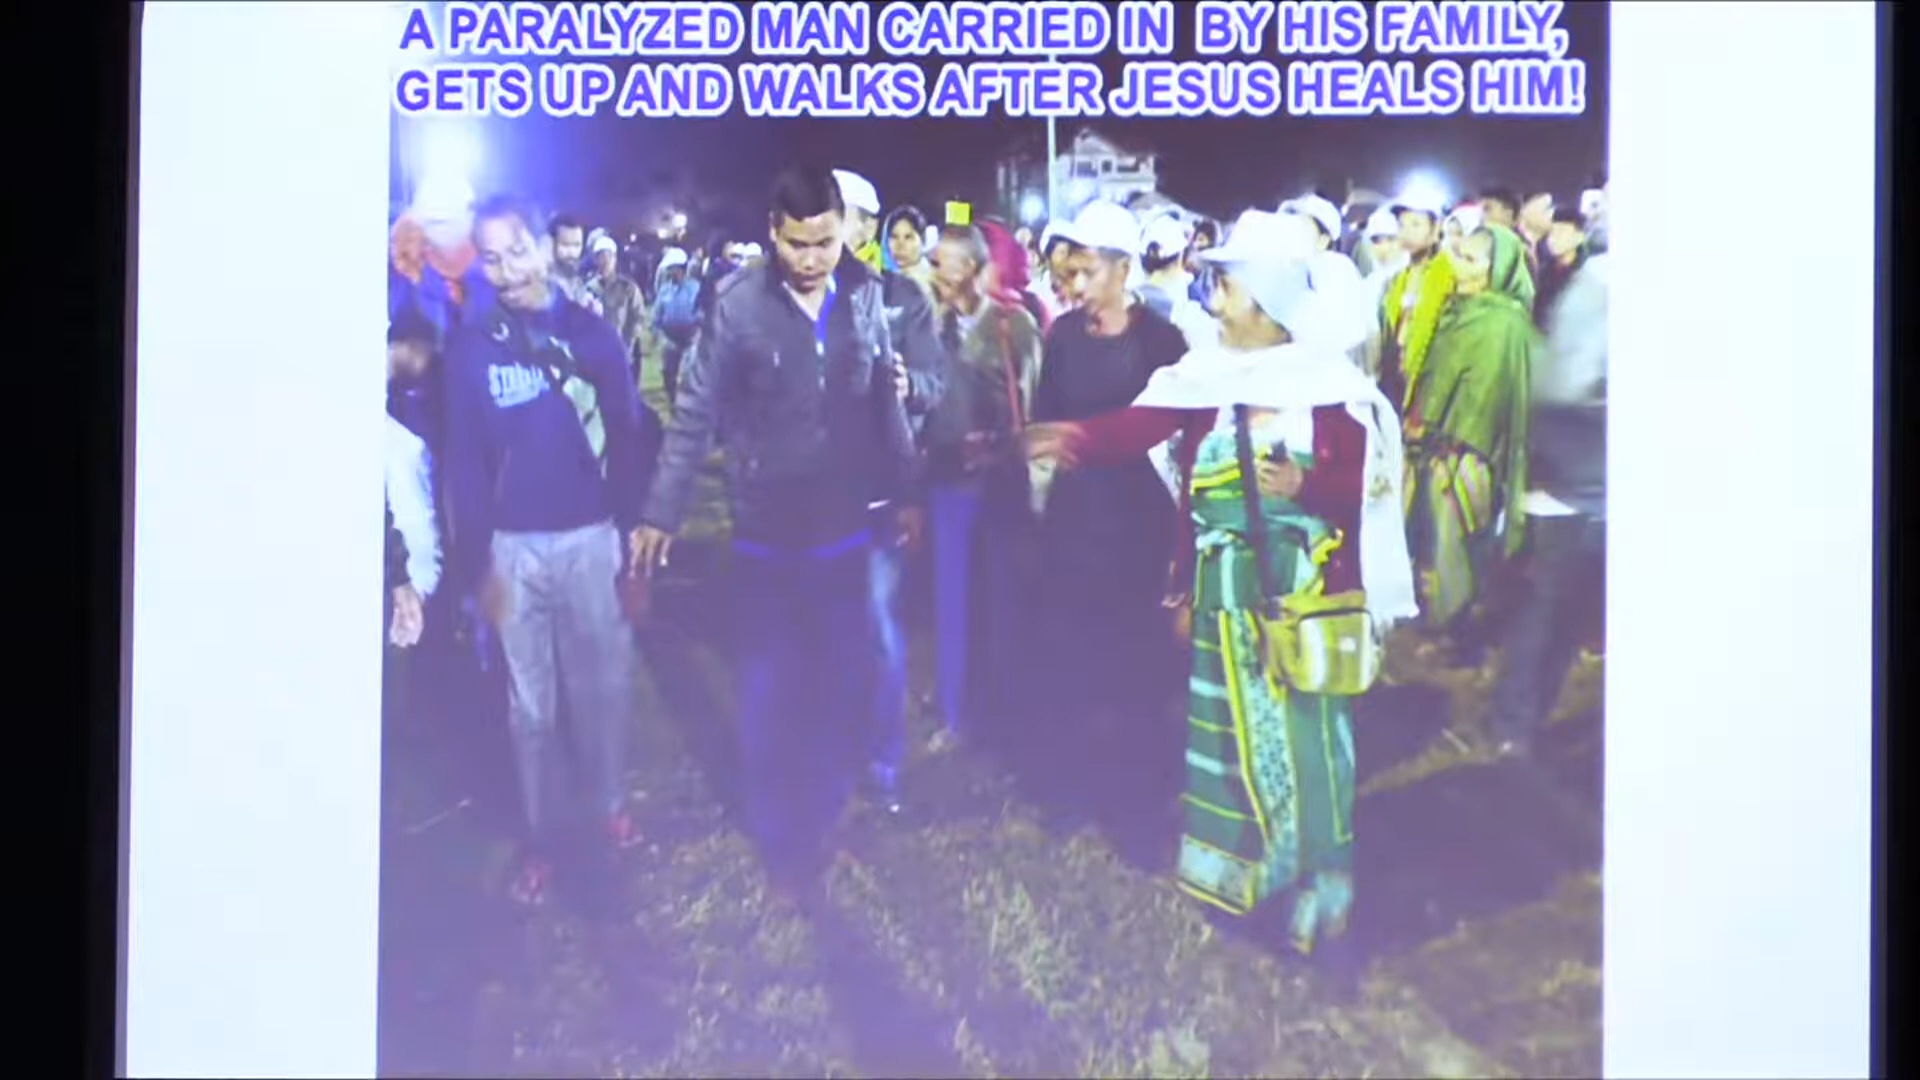 A PARALYZED MAN CARRIED IN BY HIS FAMILY,
GETS UP AND WALKS AFTER JESUS HEALS HIM!